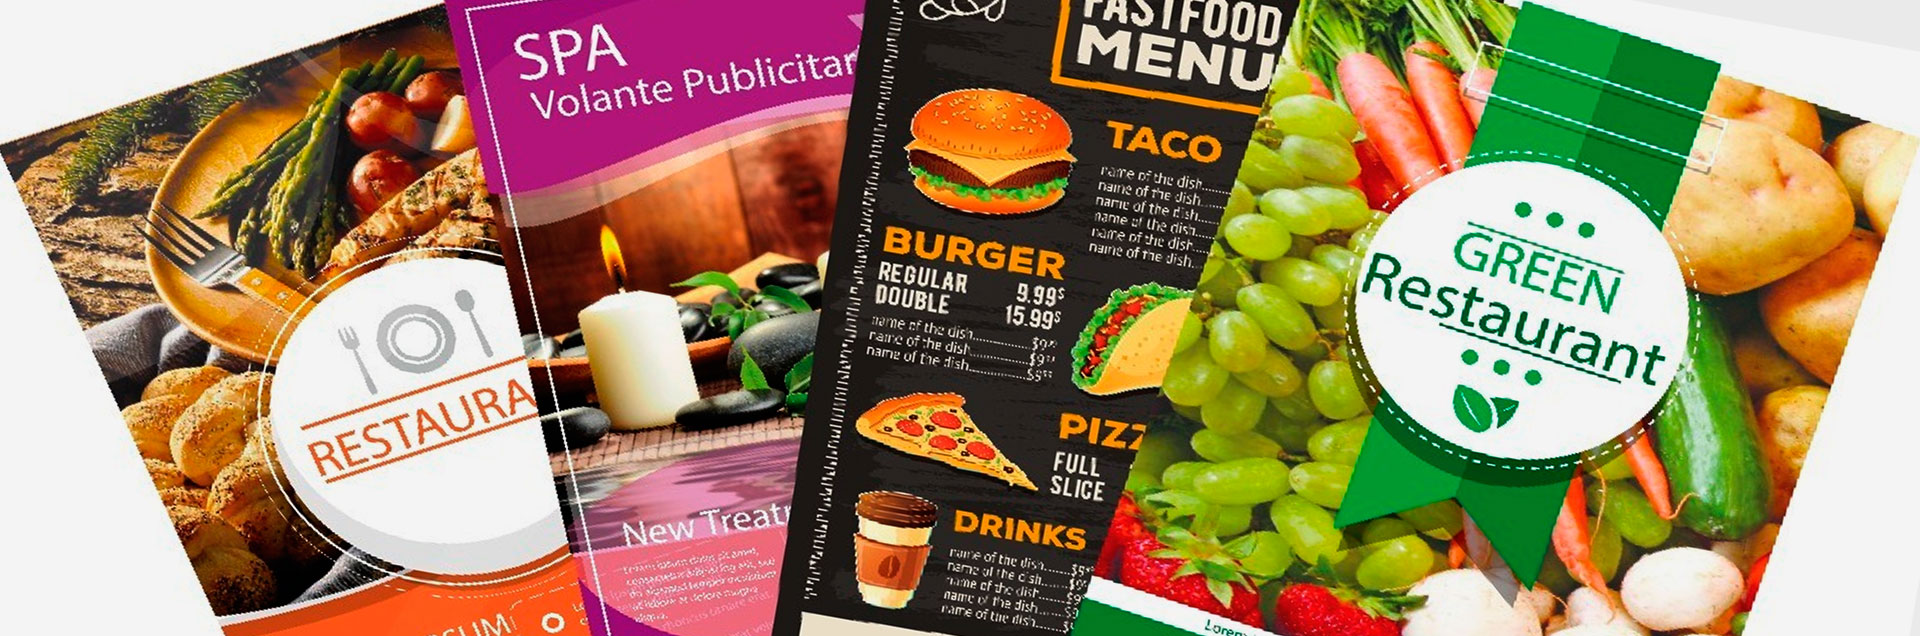 RESTAURA
SUM
SPA
Volante Publicitar
New Treat
FASTFOOD
MENU
TACO
name of the dish......
name of the dish......
name of the dish......
name of the dish......
name of the dish......
name of the dish......
BURGER
REGULAR 9.99$
DOUBLE 15.99$
name of the dish
name of the dish
name of the dish
PIZZ
FULL
SLICE
DRINKS
name of the dish
name of the dish
name of the dish
name of the dish
name of the dish
GREEN
Restaurant
Lorem